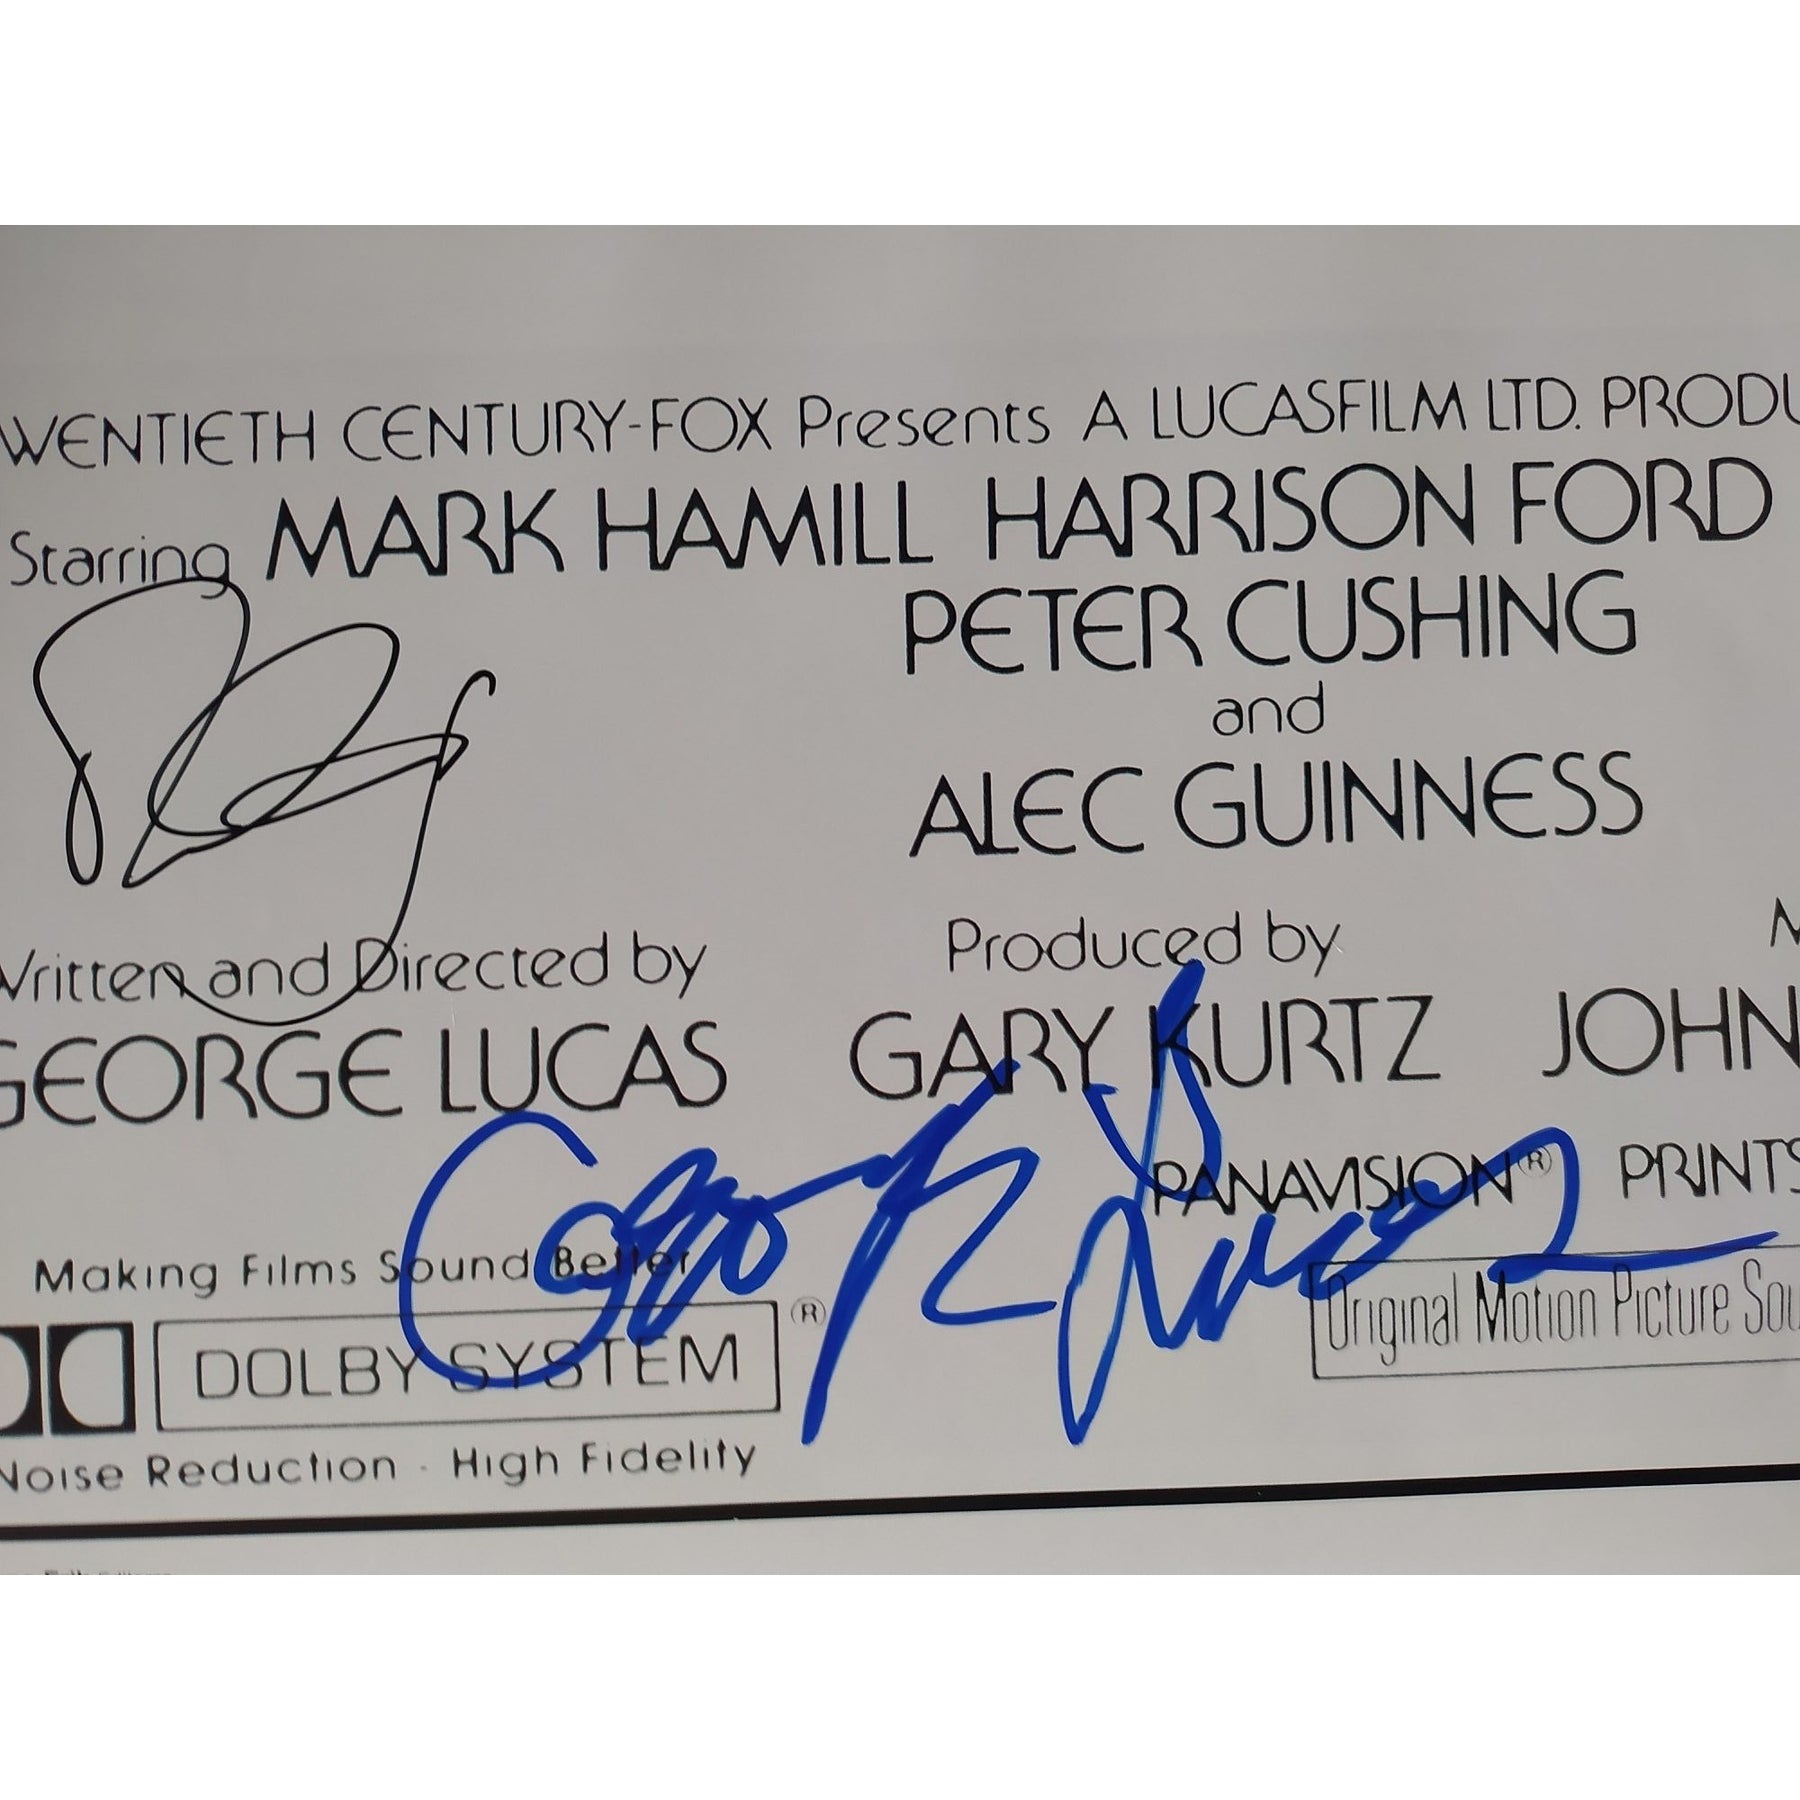 WENTIETH CENTURY-FOX Presents A LUCASFILM LTD. PRODU
Starring MARK HAMILL HARRISON FORD
PETER CUSHING
and
ALEC GUINNESS
Written and Directed by
GEORGE LUCAS
Produced by
GARY KURTZ
JOHN
PANAVISION® PRINTS
Making Films Sound Better
DOLBY SYSTEM ®
Noise Reduction · High Fidelity
Original Motion Picture Sou
George Lucas